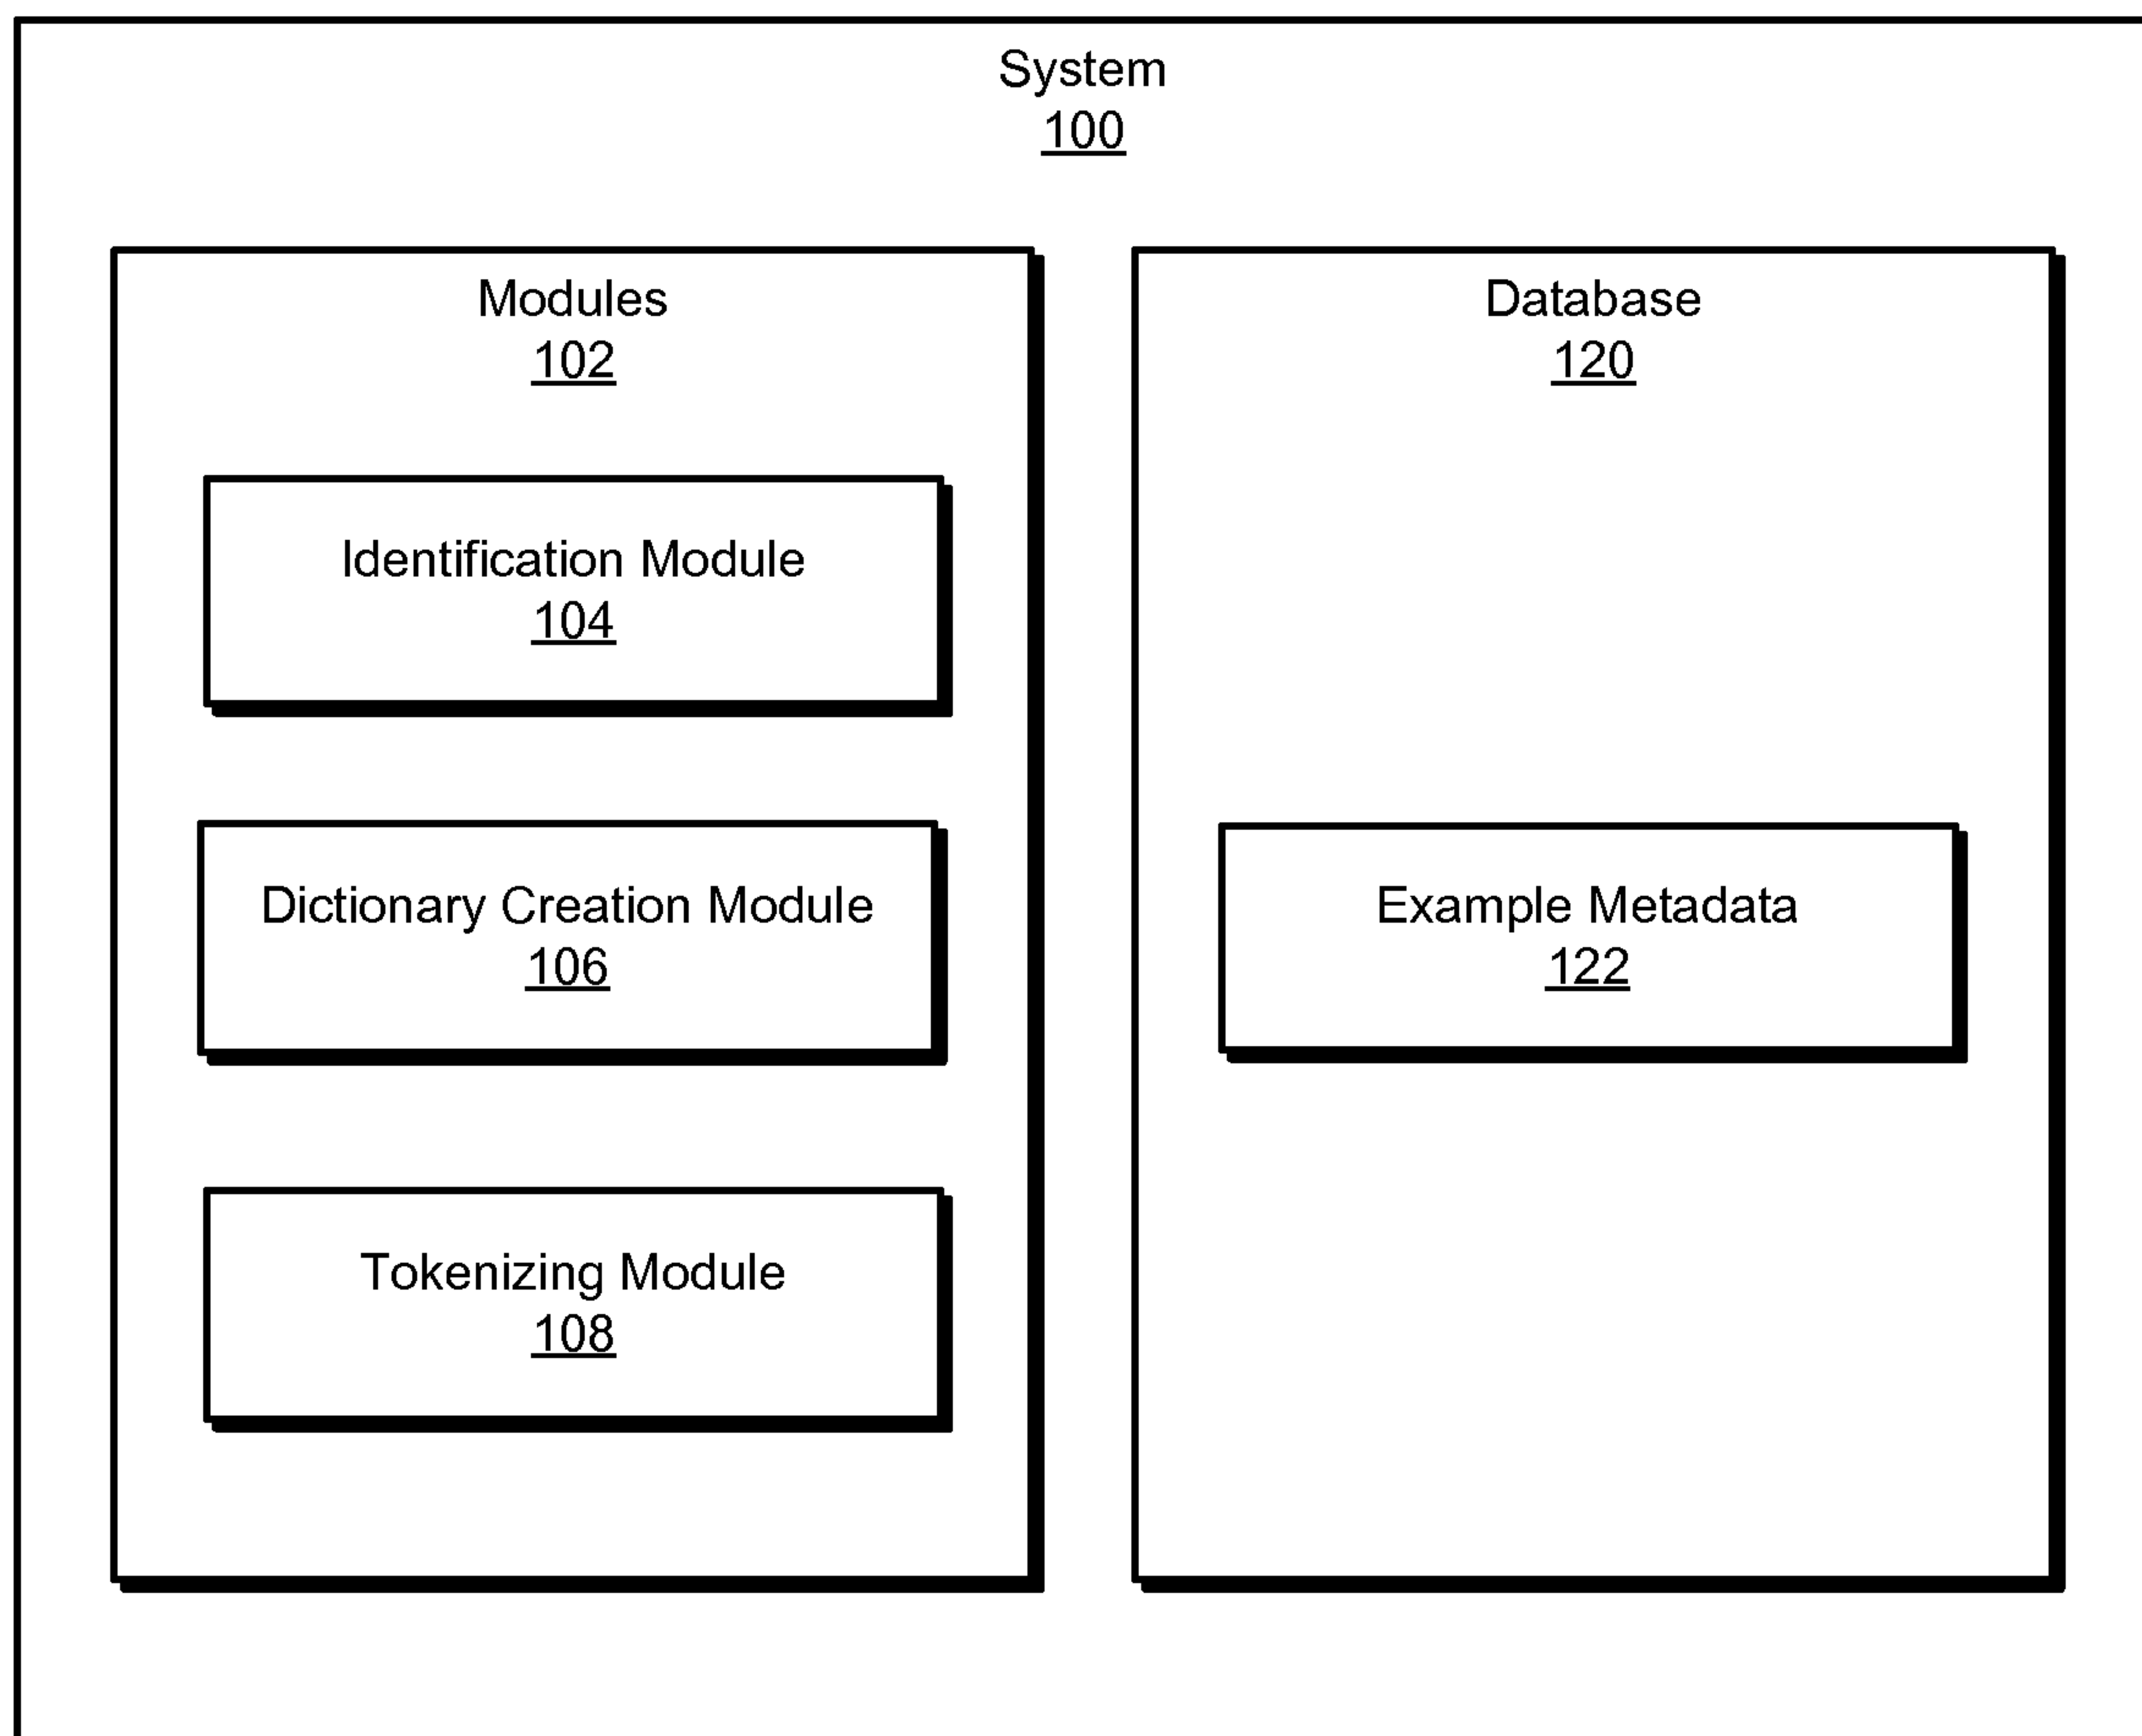 System
100
Modules
102
Identification Module
104
Dictionary Creation Module
106
Tokenizing Module
108
Database
120
Example Metadata
122